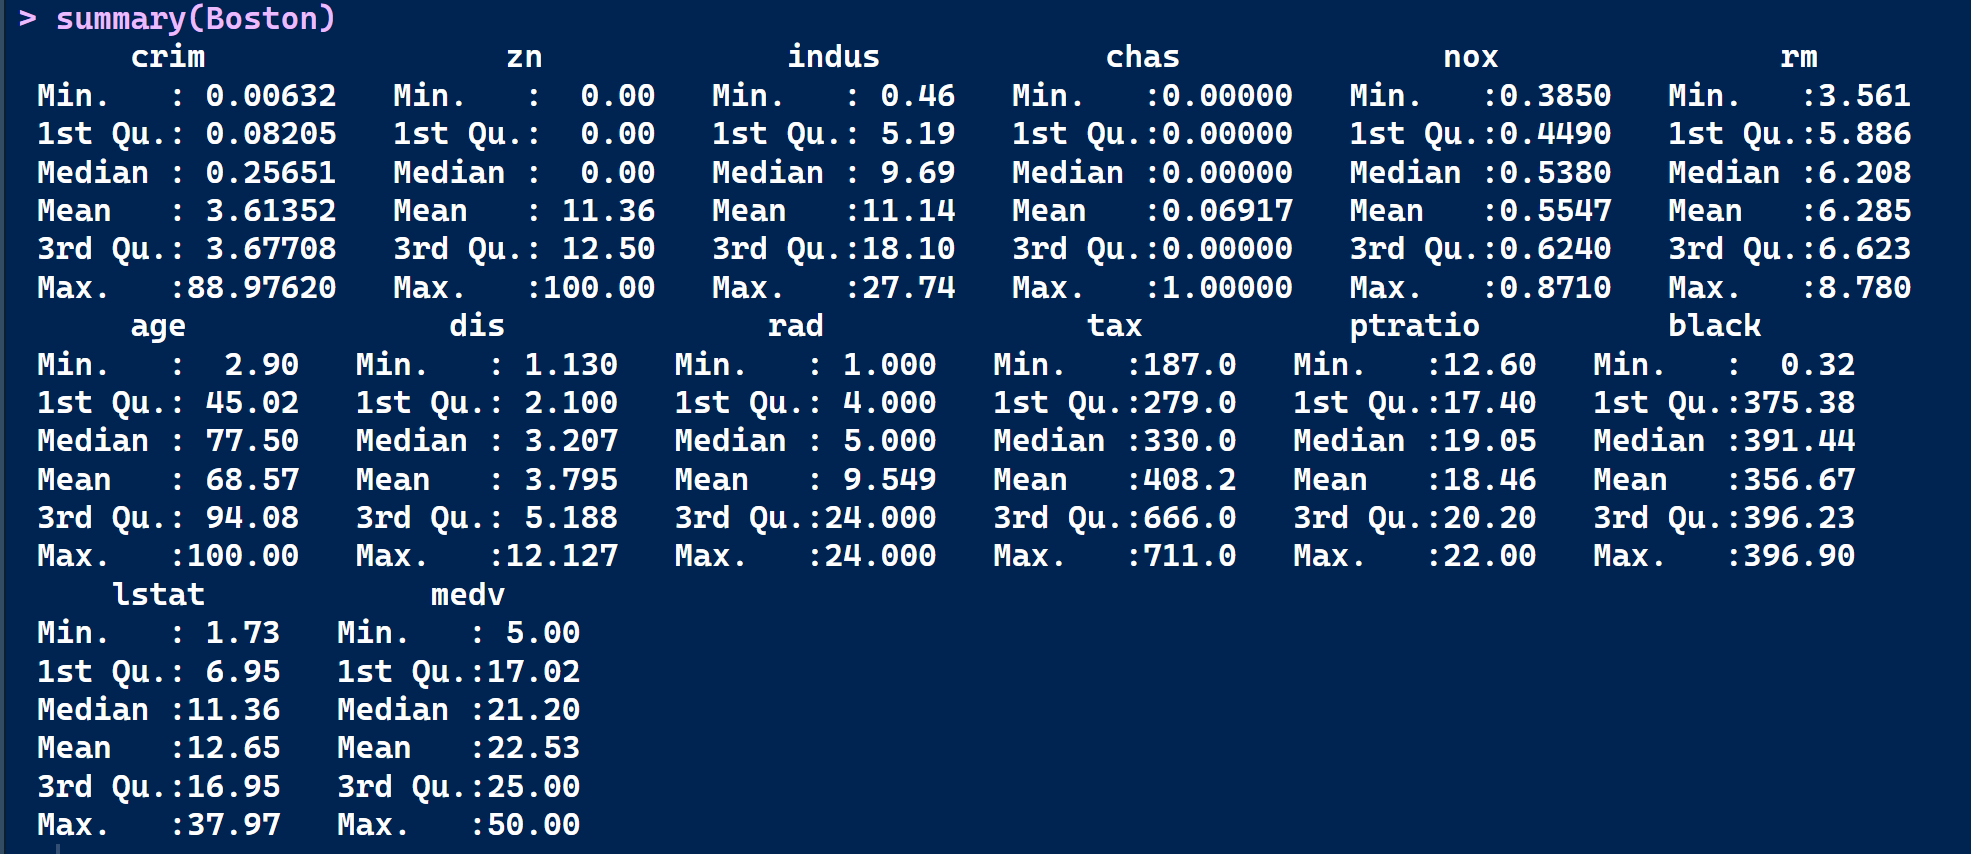 > summary(Boston)
      crim                zn             indus            chas              nox               rm
 Min.   : 0.00632   Min.   :  0.00   Min.   : 0.46   Min.   :0.00000   Min.   :0.3850   Min.   :3.561
 1st Qu.: 0.08205   1st Qu.:  0.00   1st Qu.: 5.19   1st Qu.:0.00000   1st Qu.:0.4490   1st Qu.:5.886
 Median : 0.25651   Median :  0.00   Median : 9.69   Median :0.00000   Median :0.5380   Median :6.208
 Mean   : 3.61352   Mean   : 11.36   Mean   :11.14   Mean   :0.06917   Mean   :0.5547   Mean   :6.285
 3rd Qu.: 3.67708   3rd Qu.: 12.50   3rd Qu.:18.10   3rd Qu.:0.00000   3rd Qu.:0.6240   3rd Qu.:6.623
 Max.   :88.97620   Max.   :100.00   Max.   :27.74   Max.   :1.00000   Max.   :0.8710   Max.   :8.780
      age              dis              rad              tax           ptratio          black
 Min.   :  2.90   Min.   : 1.130   Min.   : 1.000   Min.   :187.0   Min.   :12.60   Min.   :  0.32
 1st Qu.: 45.02   1st Qu.: 2.100   1st Qu.: 4.000   1st Qu.:279.0   1st Qu.:17.40   1st Qu.:375.38
 Median : 77.50   Median : 3.207   Median : 5.000   Median :330.0   Median :19.05   Median :391.44
 Mean   : 68.57   Mean   : 3.795   Mean   : 9.549   Mean   :408.2   Mean   :18.46   Mean   :356.67
 3rd Qu.: 94.08   3rd Qu.: 5.188   3rd Qu.:24.000   3rd Qu.:666.0   3rd Qu.:20.20   3rd Qu.:396.23
 Max.   :100.00   Max.   :12.127   Max.   :24.000   Max.   :711.0   Max.   :22.00   Max.   :396.90
     lstat            medv
 Min.   : 1.73   Min.   : 5.00
 1st Qu.: 6.95   1st Qu.:17.02
 Median :11.36   Median :21.20
 Mean   :12.65   Mean   :22.53
 3rd Qu.:16.95   3rd Qu.:25.00
 Max.   :37.97   Max.   :50.00